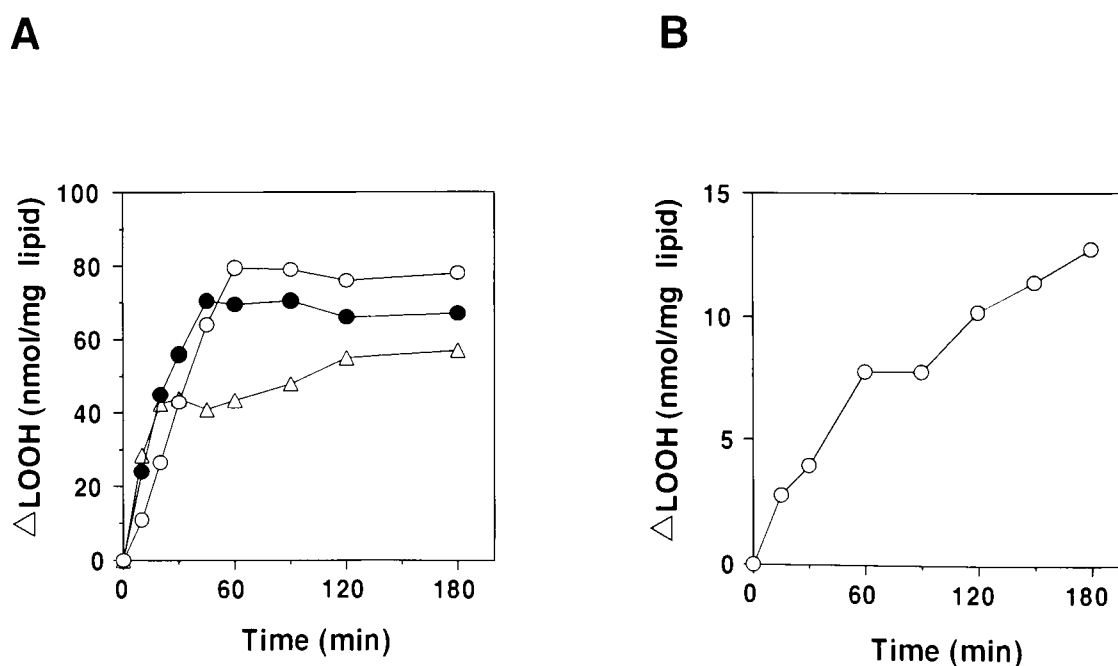 A
B
△LOOH (nmol/mg lipid)
100
80
60
40
20
0
0 60 120 180
Time (min)
△LOOH (nmol/mg lipid)
15
10
5
0
0 60 120 180
Time (min)